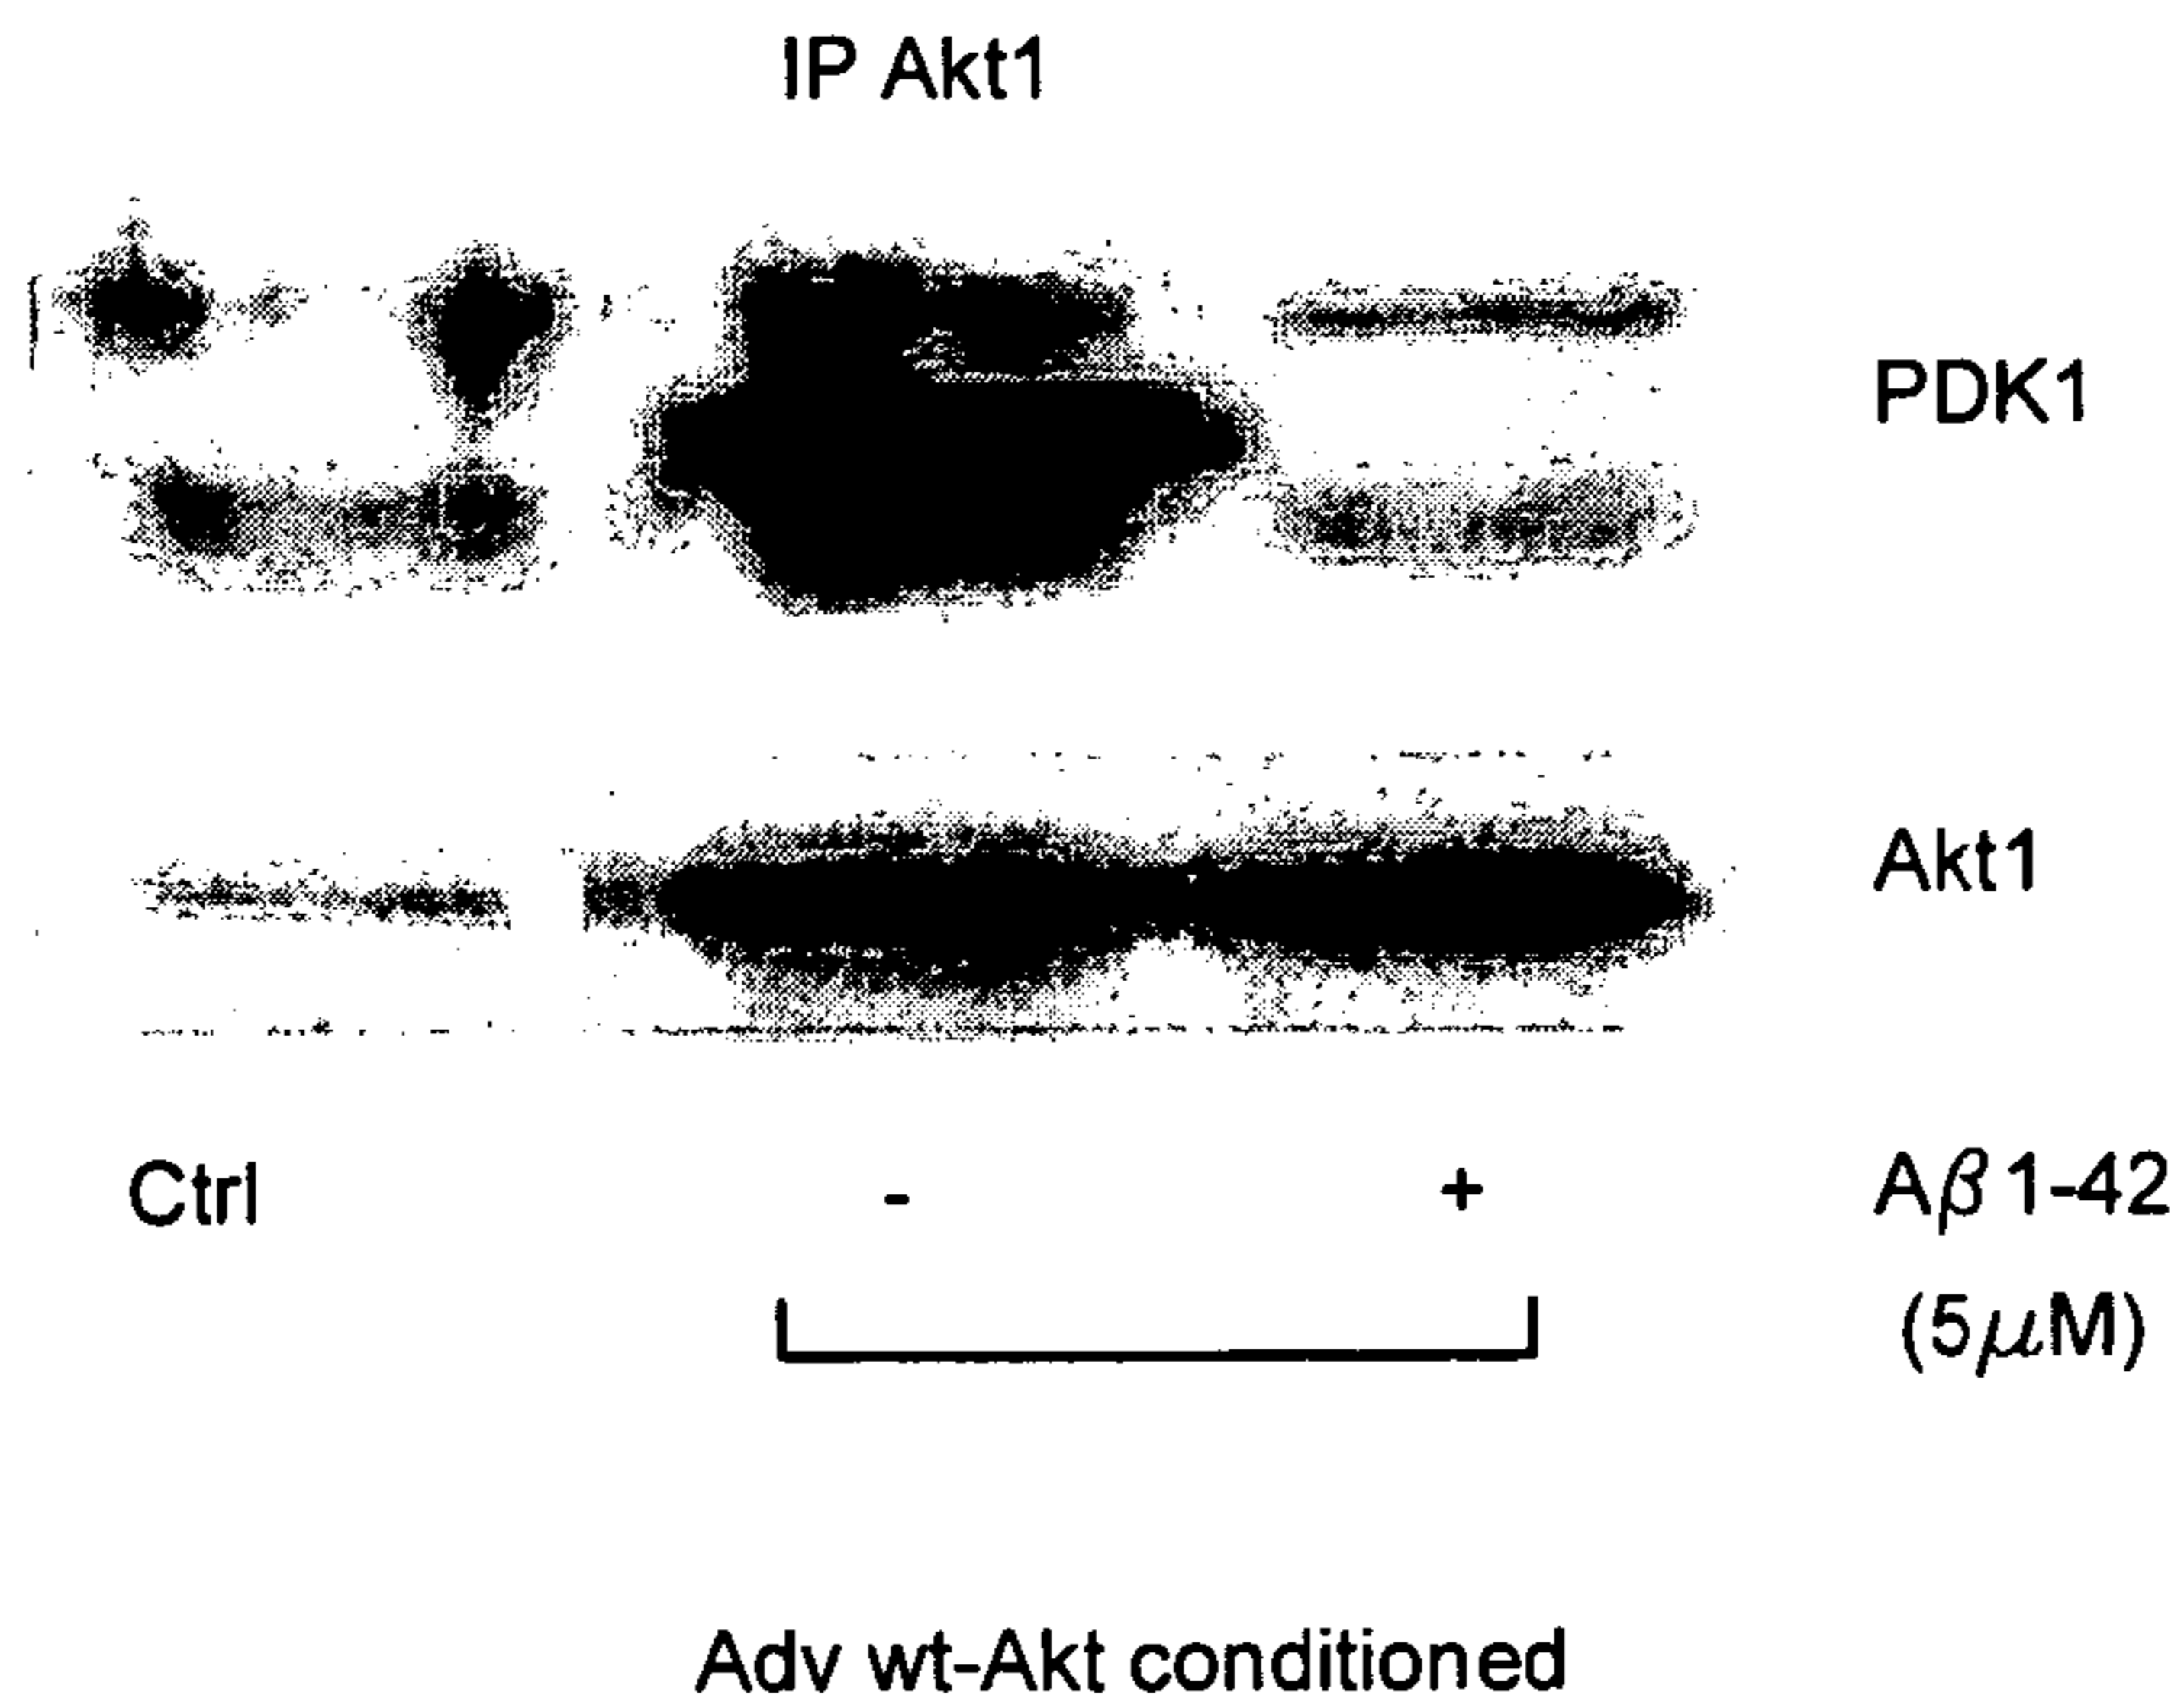 IP Akt1
PDK1
Akt1
Ctrl - + Aβ1-42
(5μM)
Adv wt-Akt conditioned